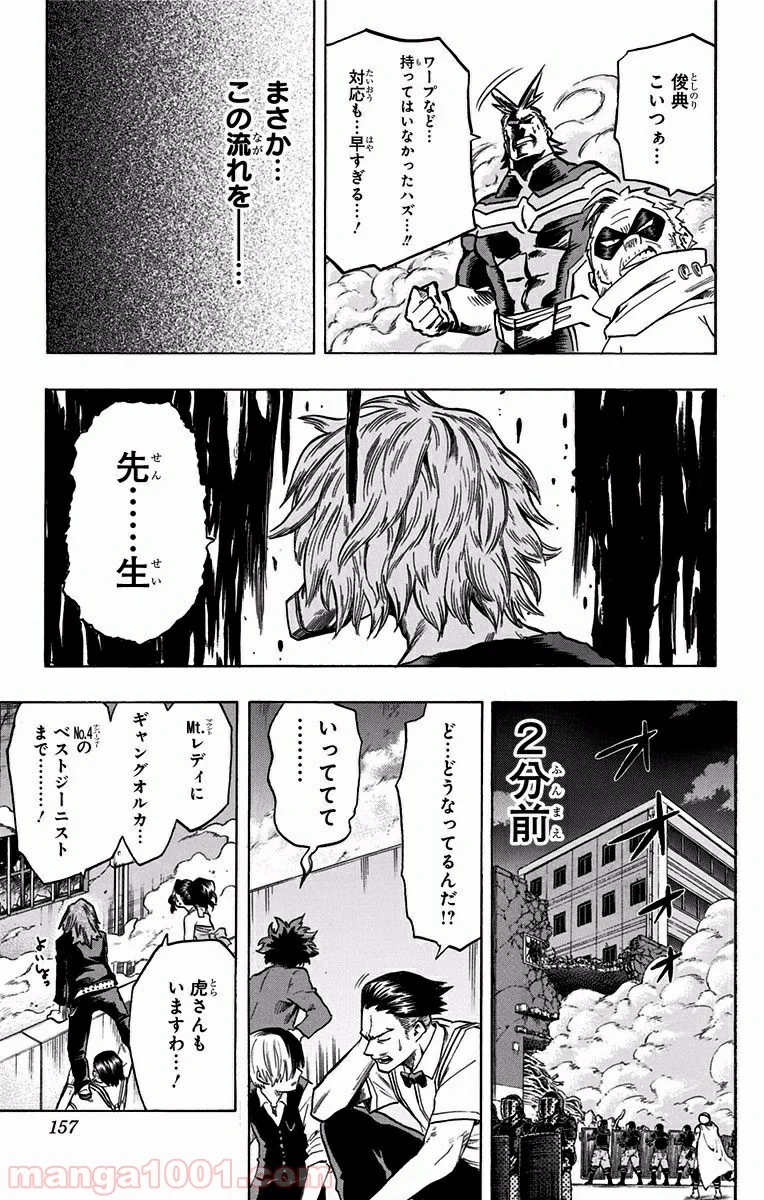 俊典
こいつぁ…
ワープなど…
持ってはいなかったハズ…!!
対応も…早すぎる…！
まさか…
この流れを――…
先……生
2分前
ど…どうなってるんだ!?
いってててて
………
Mt.レディに
ギャングオルカ…
No.4の
ベストジーニスト
まで………！
虎さんも
いますわ…！
よいしょっ
157
manga1001.com